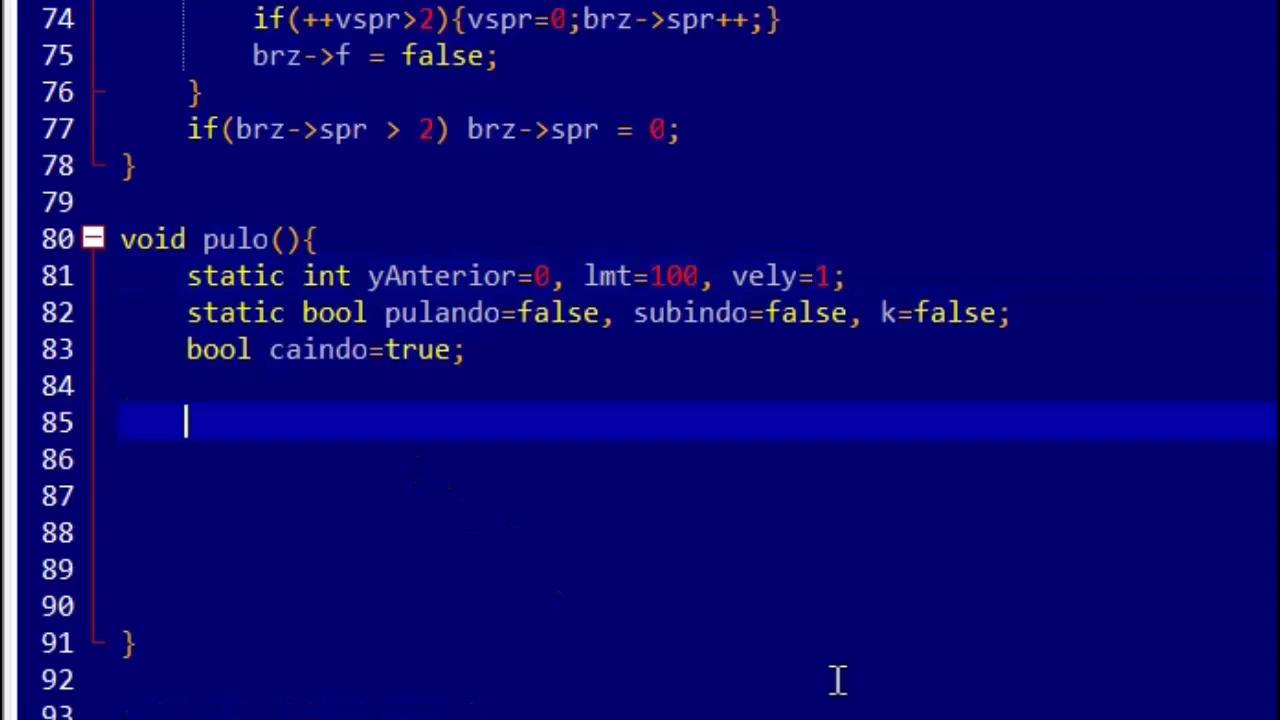 74 if(++vspr>2){vspr=0;brz->spr++;}
75 brz->f = false;
76 }
77 if(brz->spr > 2) brz->spr = 0;
78 }
79
80 void pulo(){
81 static int yAnterior=0, lmt=100, vely=1;
82 static bool pulando=false, subindo=false, k=false;
83 bool caindo=true;
84
85
86
87
88
89
90
91 }
92
93